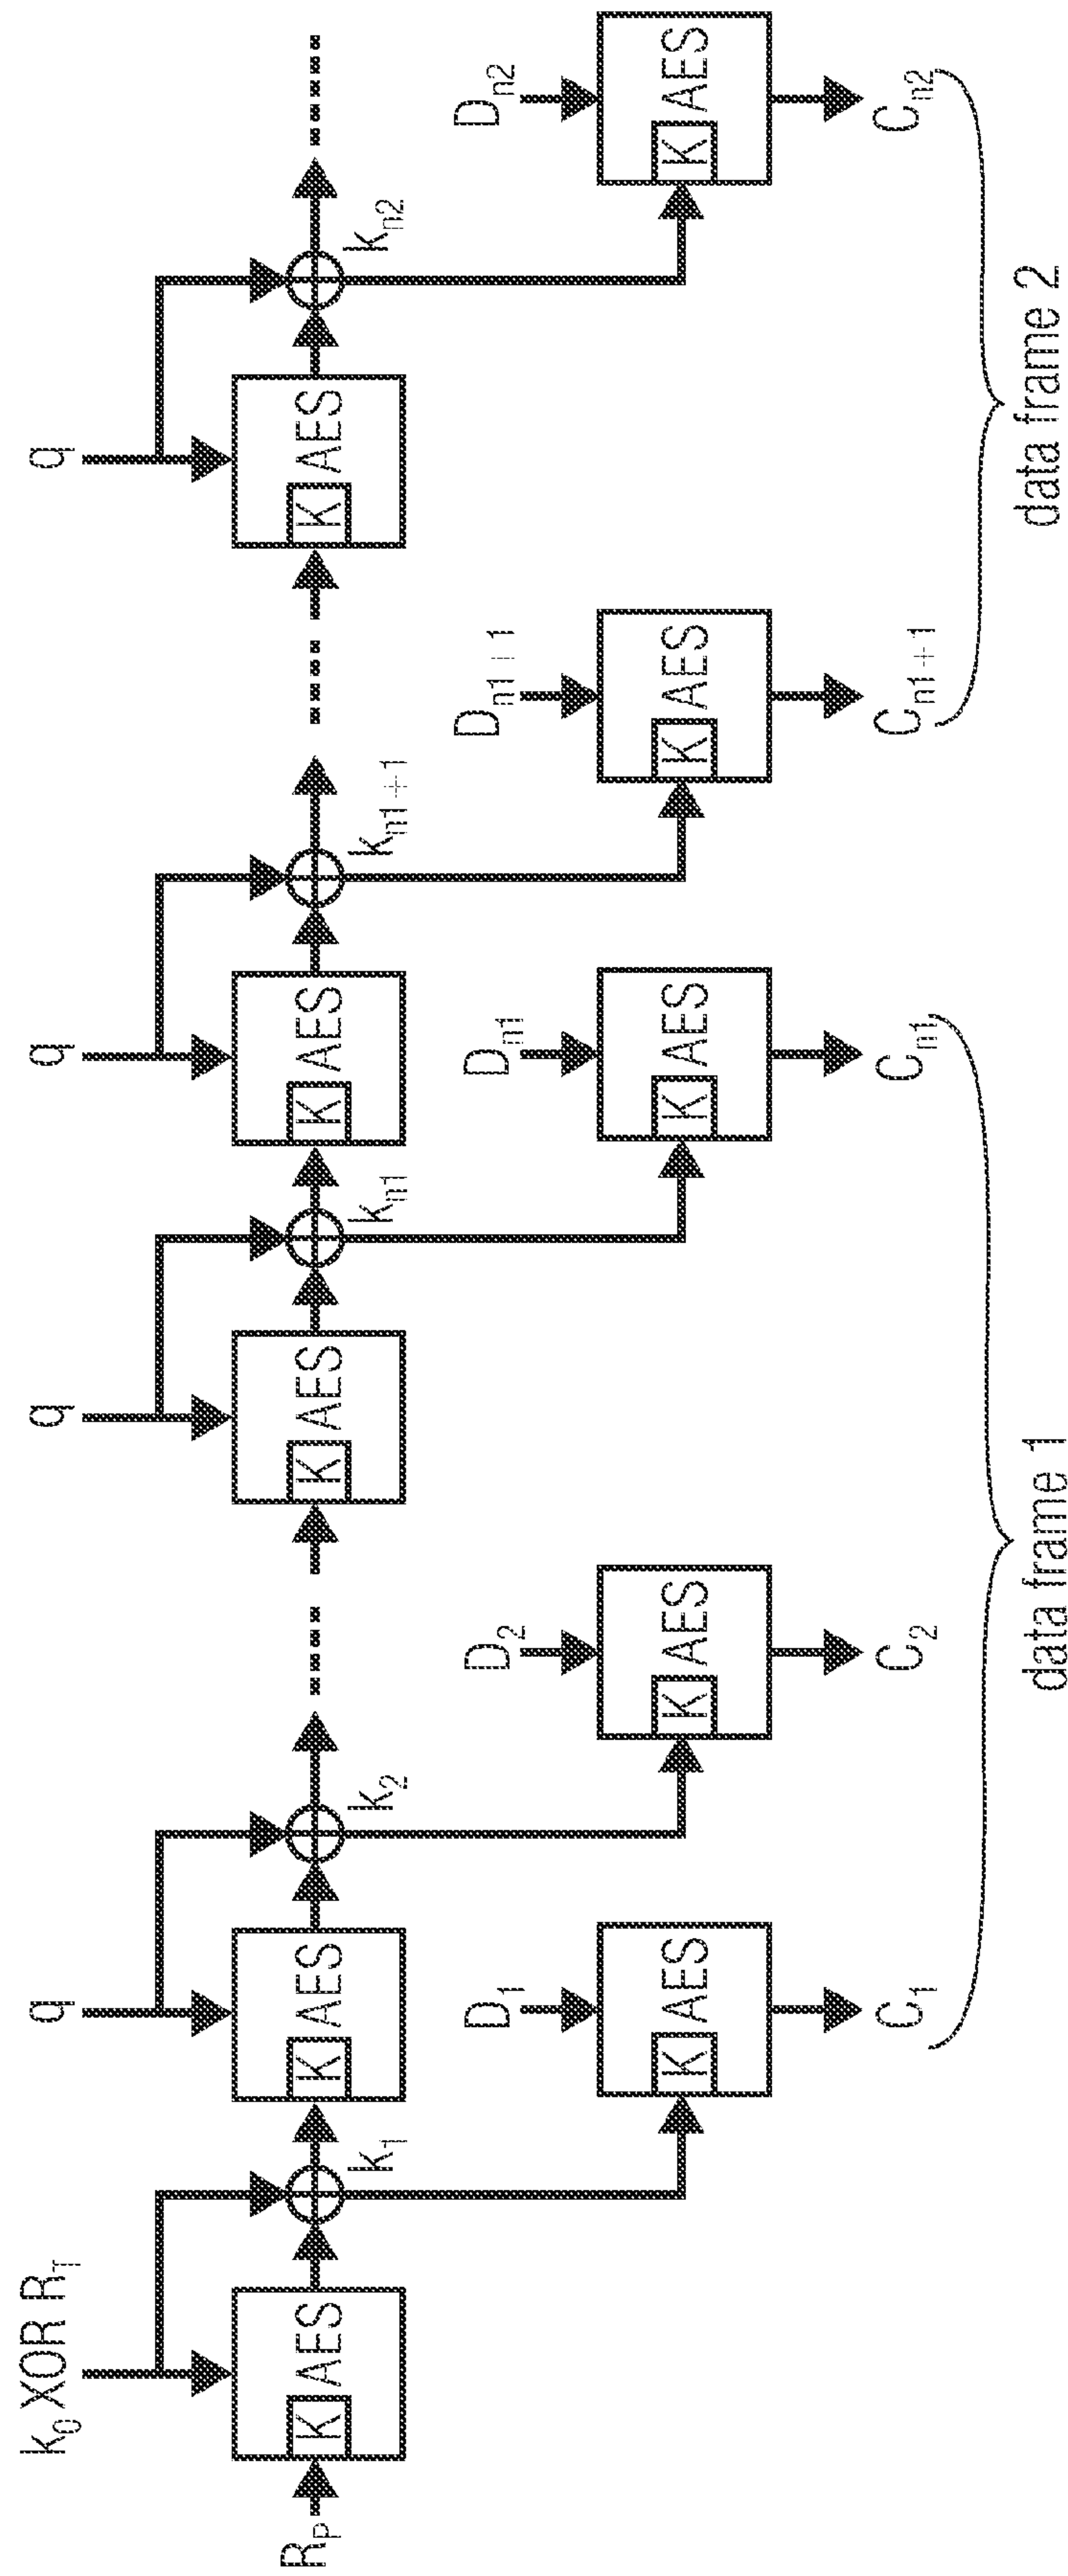 k0 XOR RT
q
q
q
q
RP
K AES
K AES
K AES
K AES
K AES
k1
k2
kn1
kn1+1
kn2
D1
D2
Dn1
Dn1+1
Dn2
K AES
K AES
K AES
K AES
K AES
C1
C2
Cn1
Cn1+1
Cn2
data frame 1
data frame 2